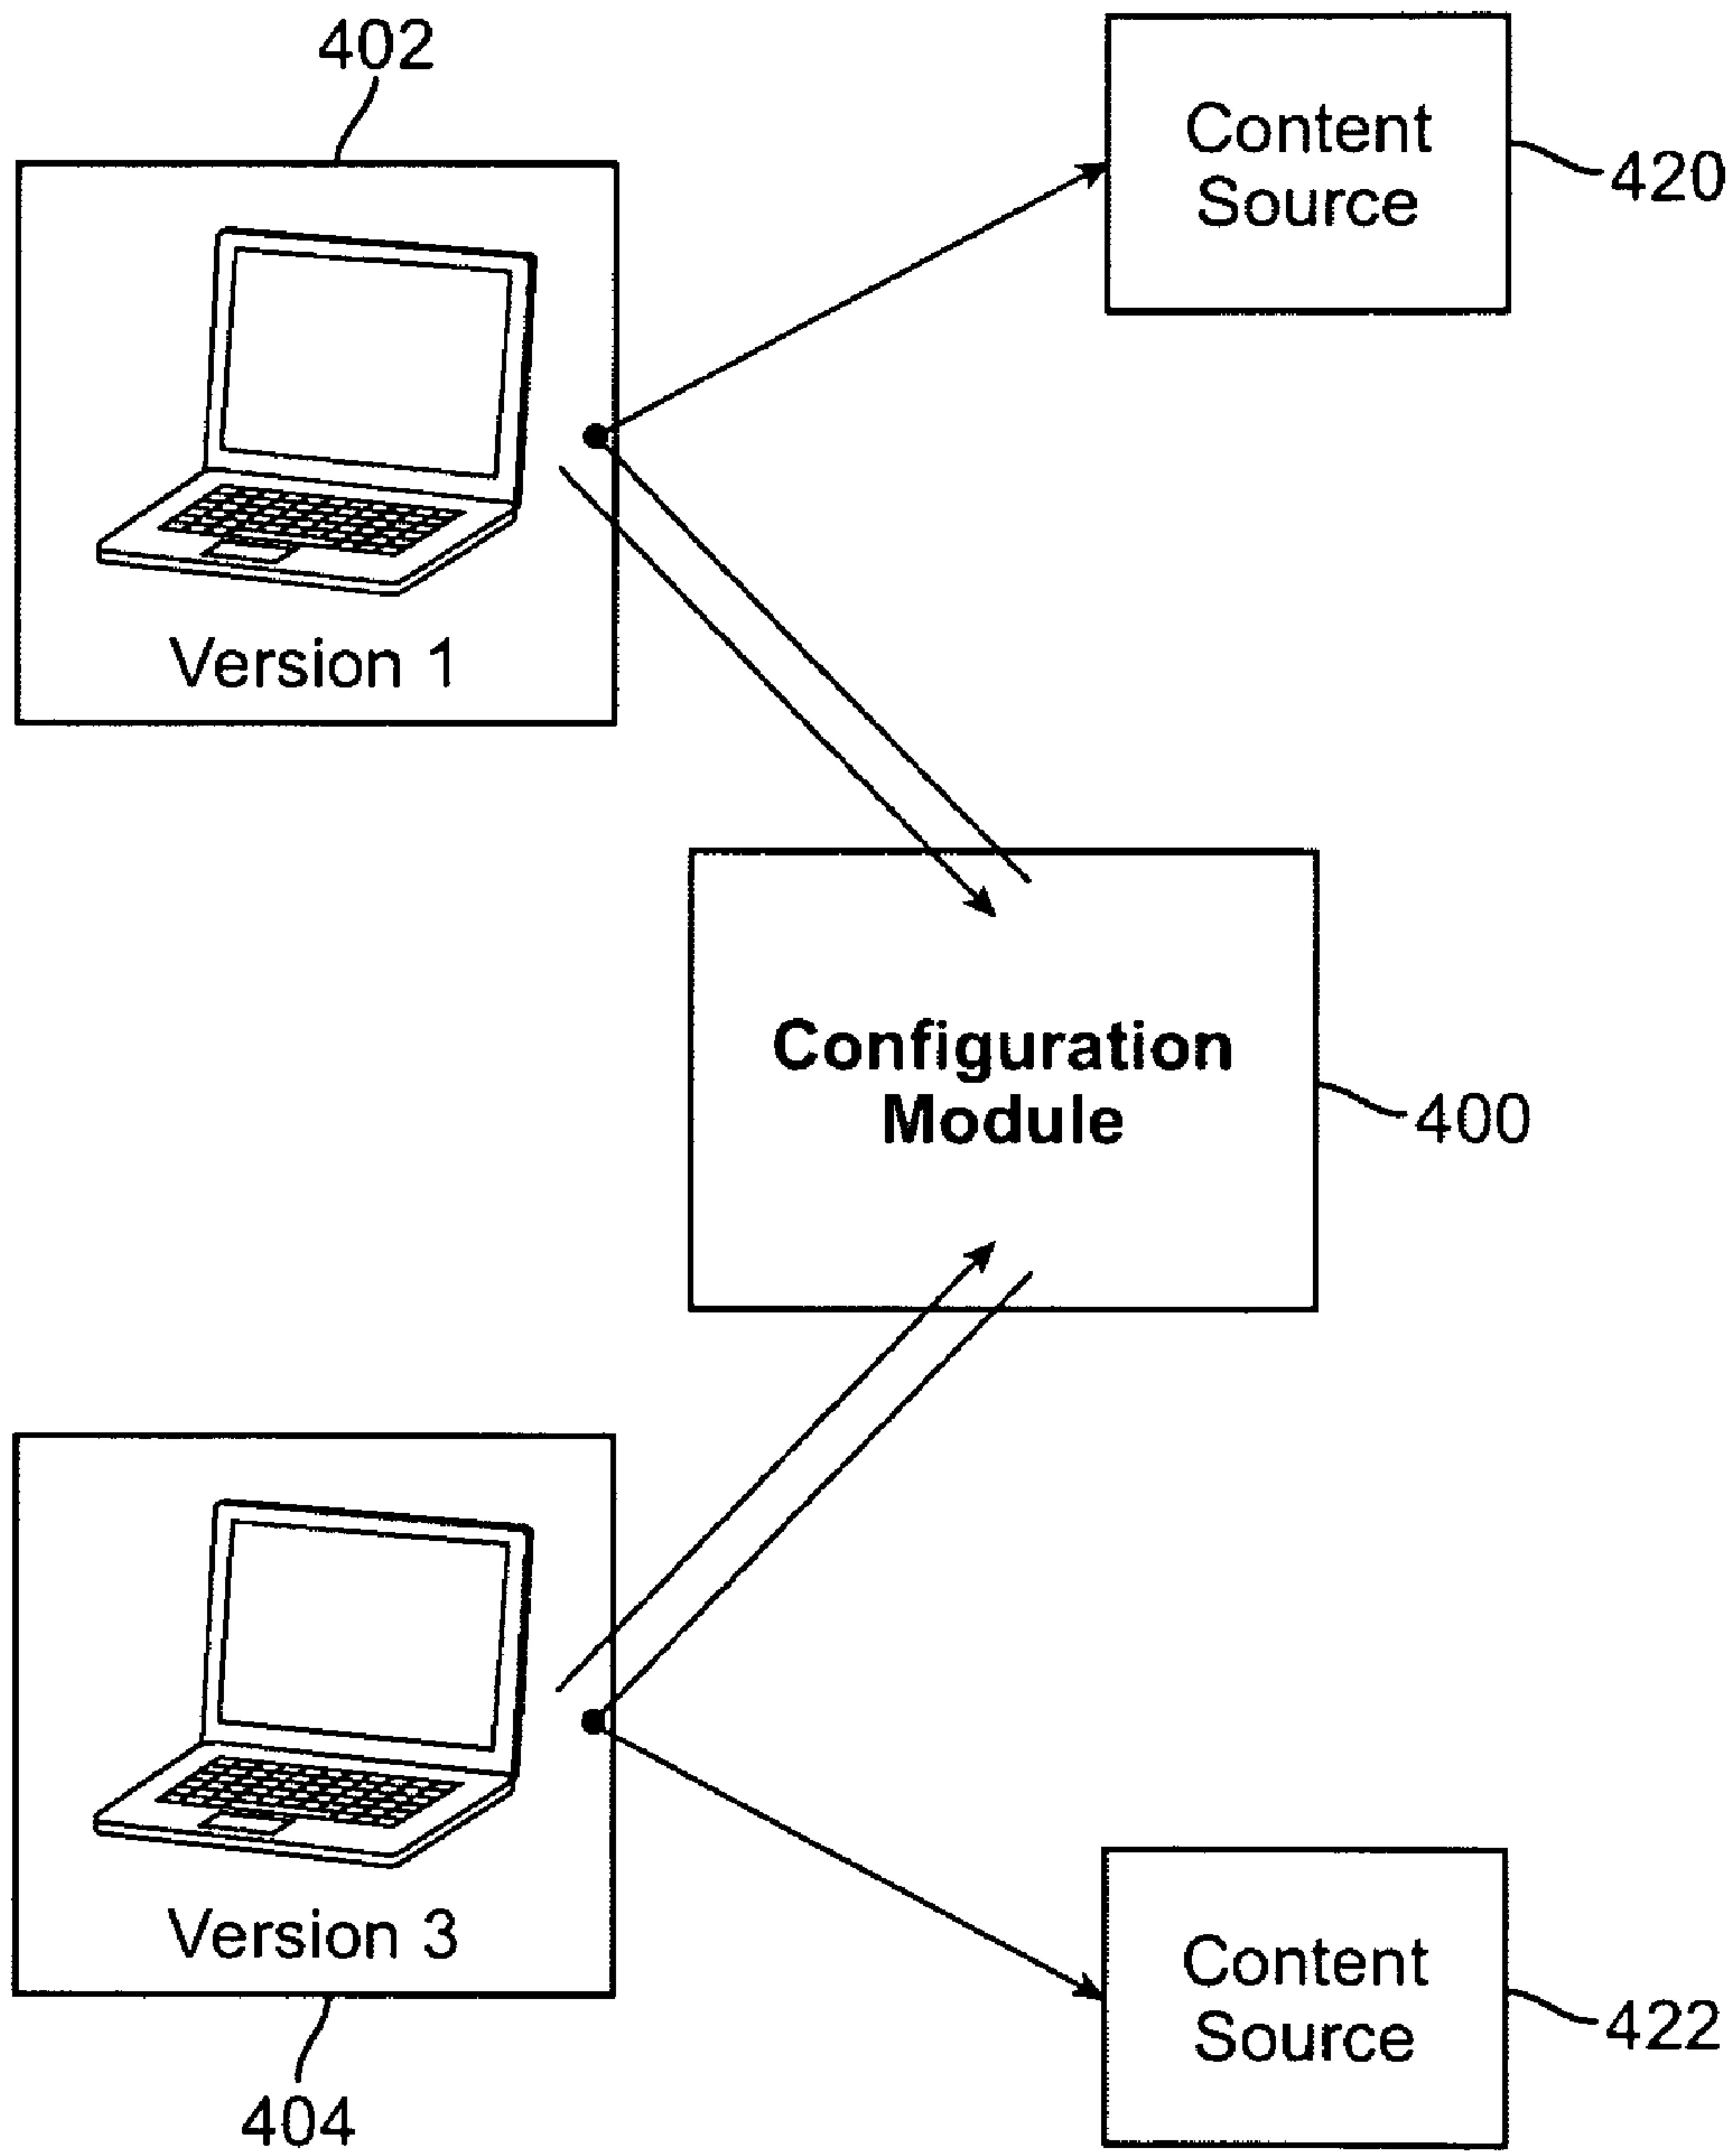 402
Content
Source
420
Version 1
Configuration
Module
400
Version 3
404
Content
Source
422